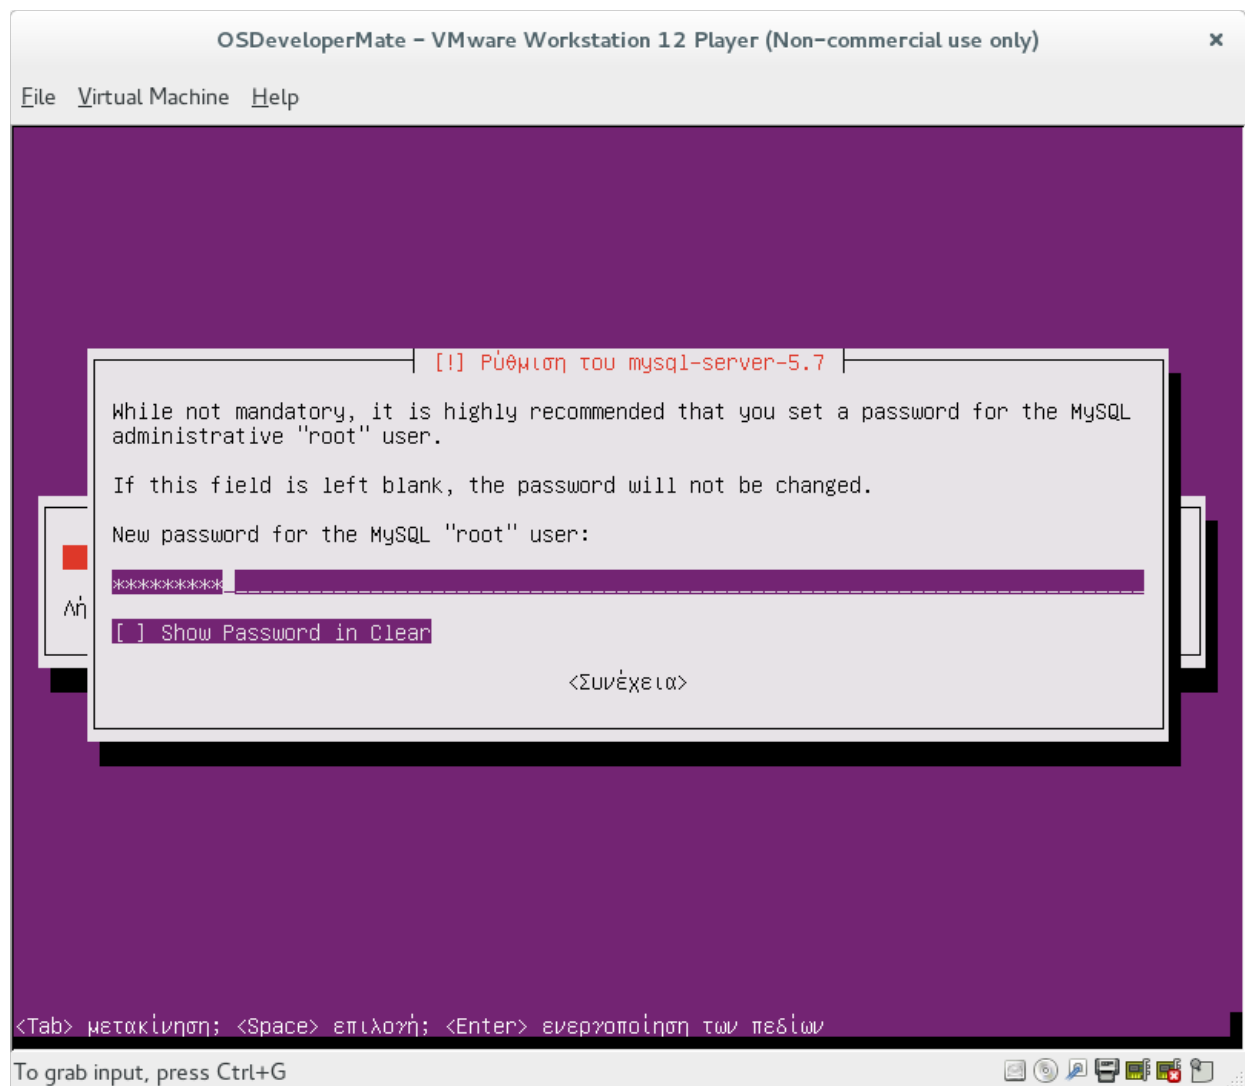 OSDeveloperMate – VMware Workstation 12 Player (Non-commercial use only)
File Virtual Machine Help
[!] Ρύθμιση του mysql-server-5.7
While not mandatory, it is highly recommended that you set a password for the MySQL
administrative "root" user.
If this field is left blank, the password will not be changed.
New password for the MySQL "root" user:
*********
Λή
[ ] Show Password in Clear
<Συνέχεια>
<Tab> μετακίνηση; <Space> επιλογή; <Enter> ενεργοποίηση των πεδίων
To grab input, press Ctrl+G